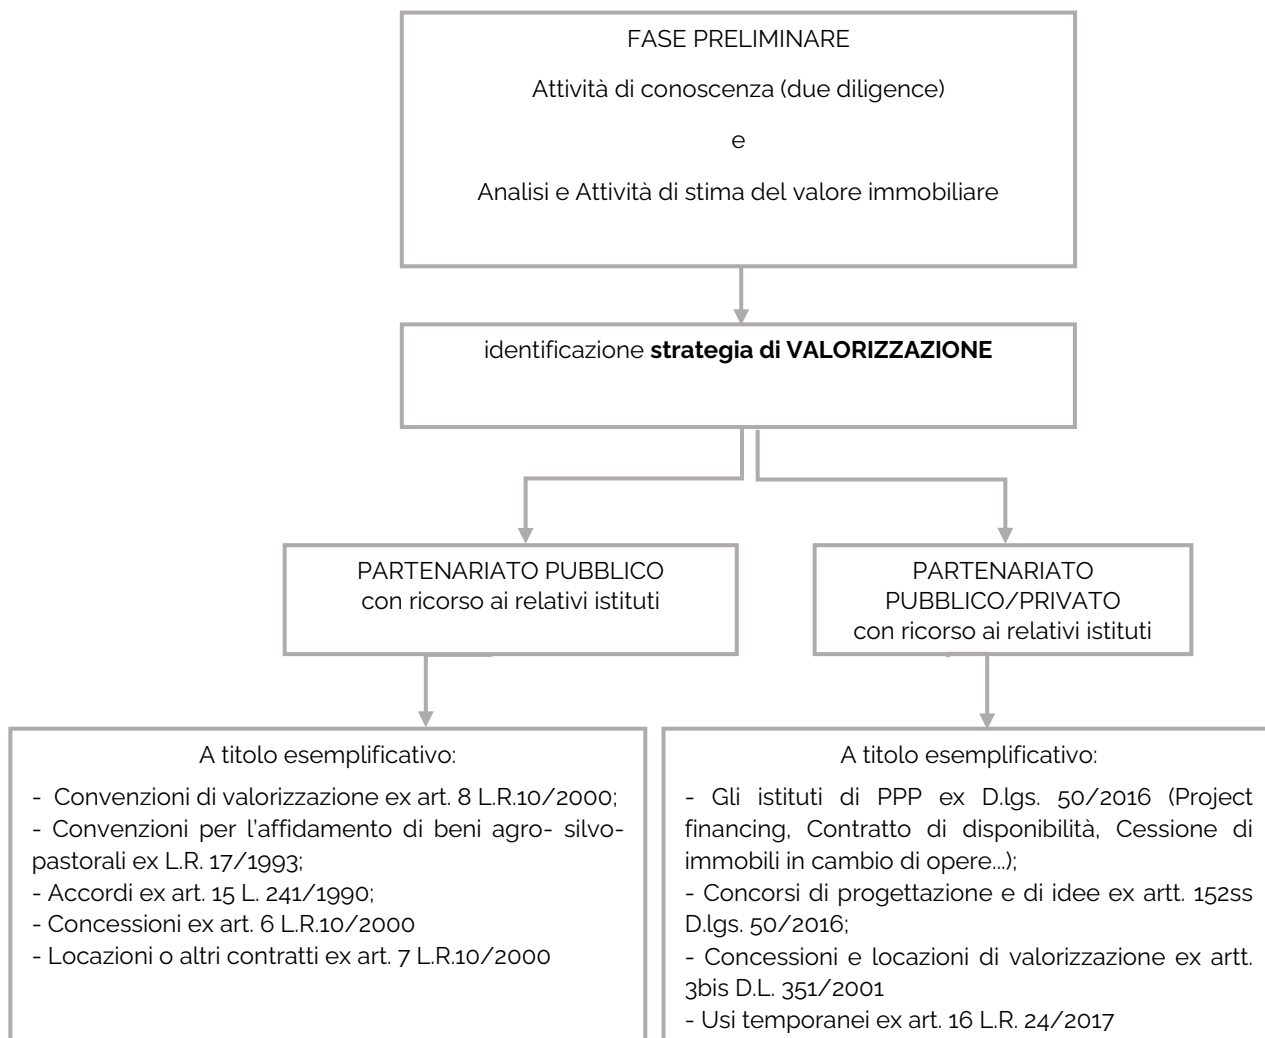 FASE PRELIMINARE
Attività di conoscenza (due diligence)
e
Analisi e Attività di stima del valore immobiliare
identificazione strategia di VALORIZZAZIONE
PARTENARIATO PUBBLICO
con ricorso ai relativi istituti
PARTENARIATO
PUBBLICO/PRIVATO
con ricorso ai relativi istituti
A titolo esemplificativo:
- Convenzioni di valorizzazione ex art. 8 L.R.10/2000;
- Convenzioni per l'affidamento di beni agro- silvo-
pastorali ex L.R. 17/1993;
- Accordi ex art. 15 L. 241/1990;
- Concessioni ex art. 6 L.R.10/2000
- Locazioni o altri contratti ex art. 7 L.R.10/2000
A titolo esemplificativo:
- Gli istituti di PPP ex D.lgs. 50/2016 (Project
financing, Contratto di disponibilità, Cessione di
immobili in cambio di opere...);
- Concorsi di progettazione e di idee ex artt. 152ss
D.lgs. 50/2016;
- Concessioni e locazioni di valorizzazione ex artt.
3bis D.L. 351/2001
- Usi temporanei ex art. 16 L.R. 24/2017